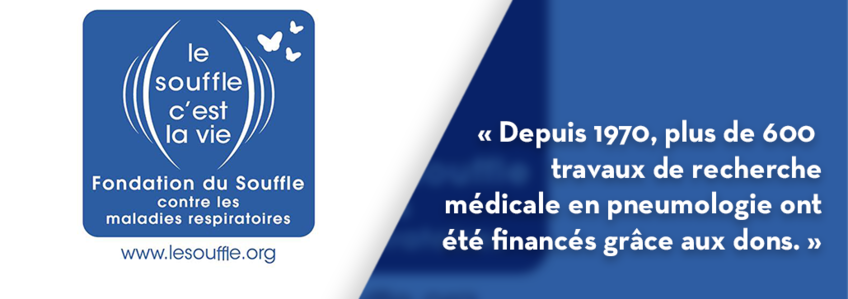 le
souffle
c'est
la vie
Fondation du Souffle
contre les
maladies respiratoires
www.lesouffle.org
« Depuis 1970, plus de 600
travaux de recherche
médicale en pneumologie ont
été financés grâce aux dons. »